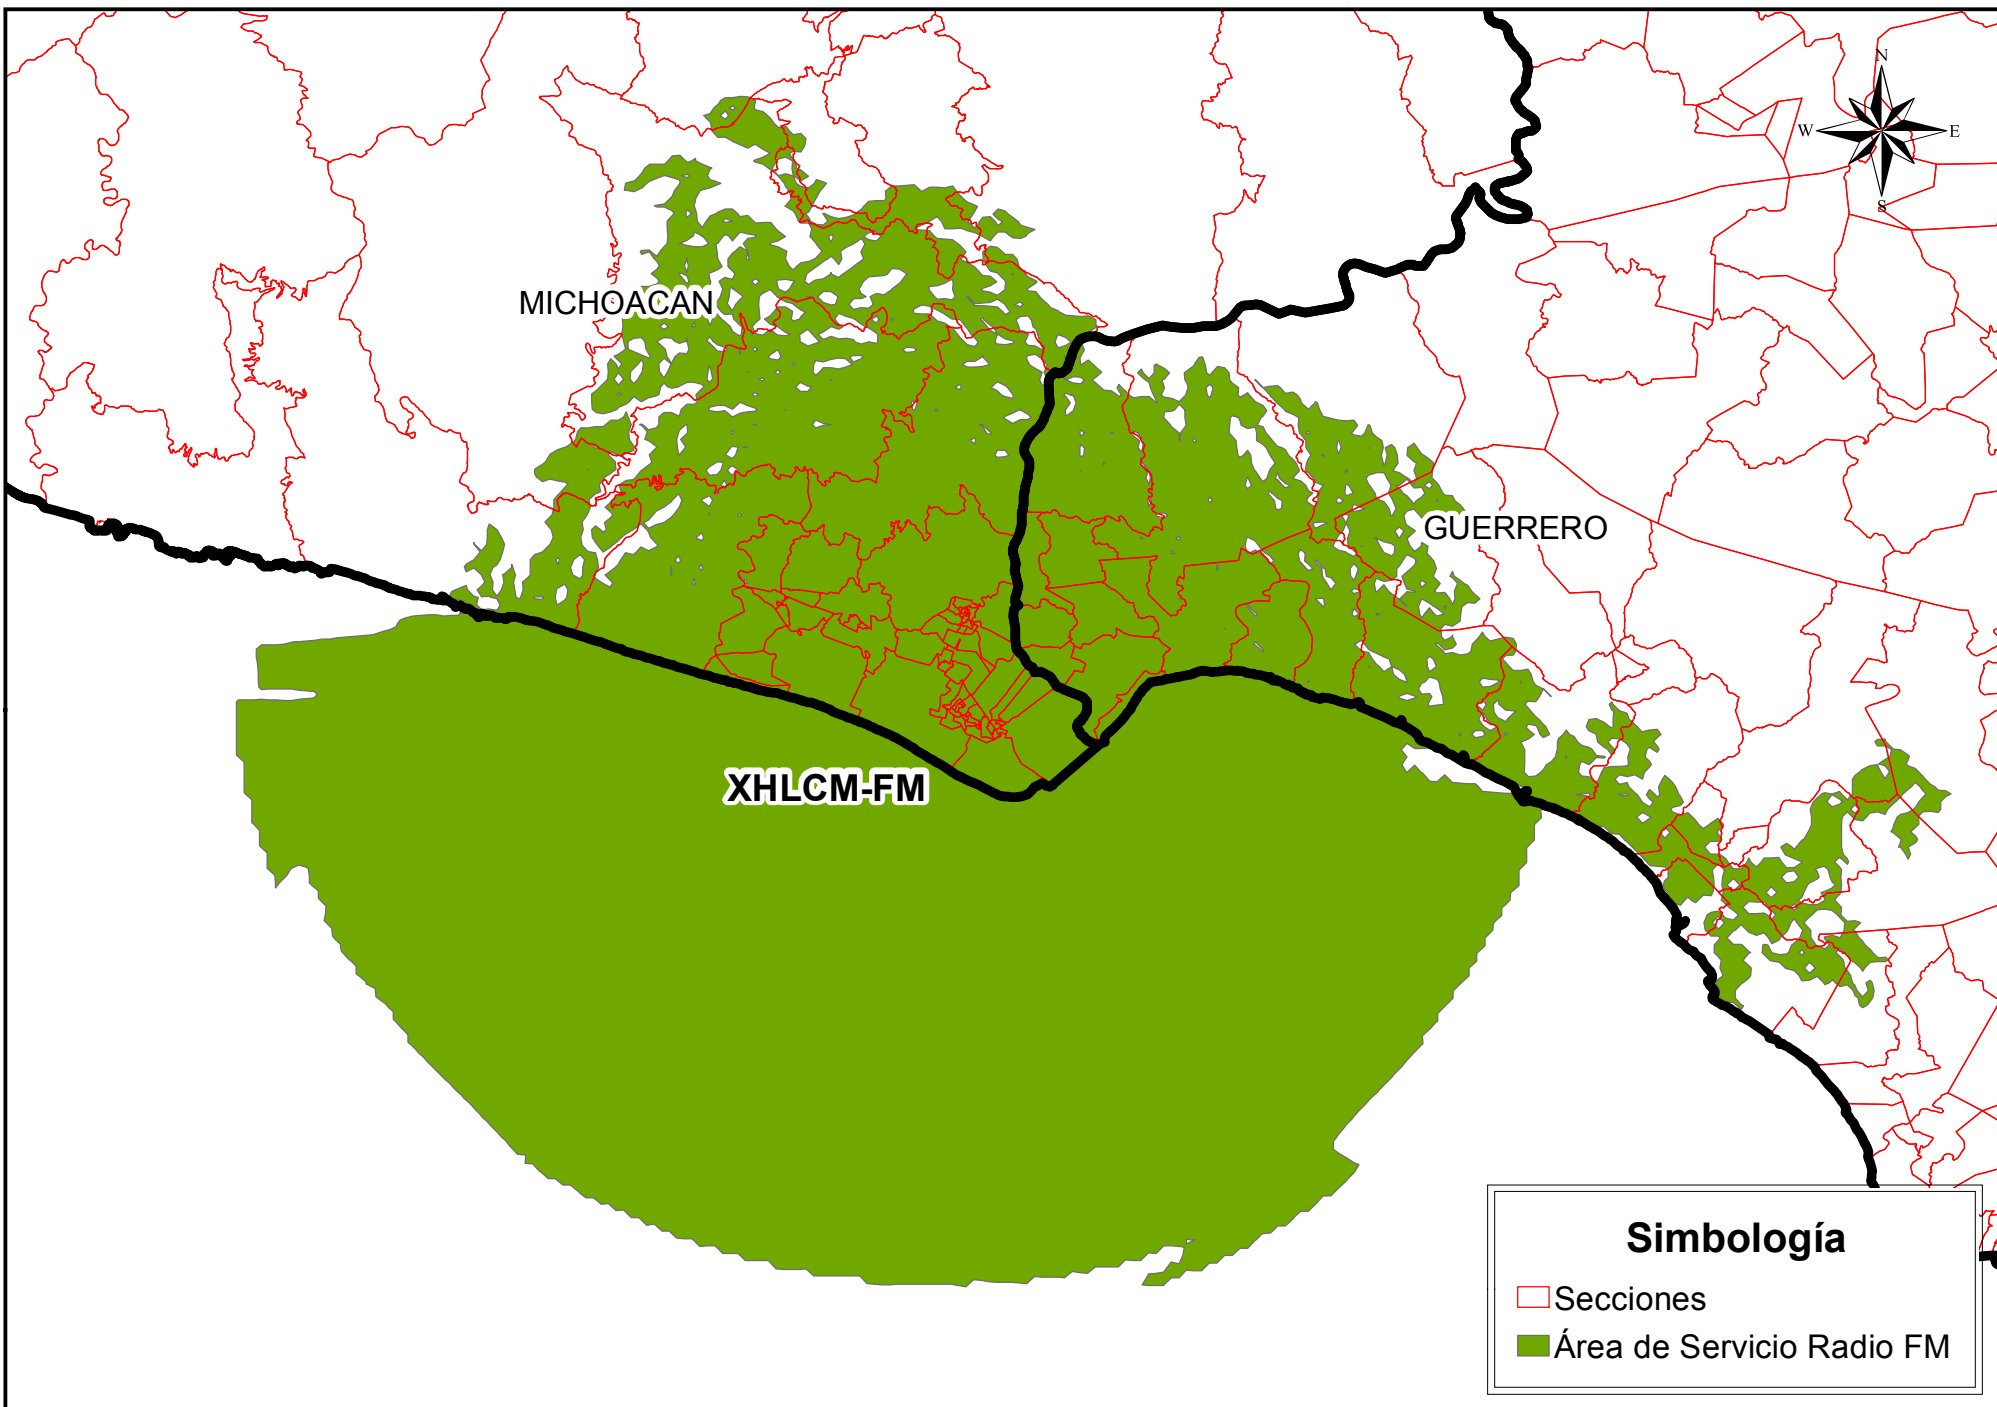 N
W
E
S
MICHOACAN
GUERRERO
XHLCM-FM
Simbología
Secciones
Área de Servicio Radio FM